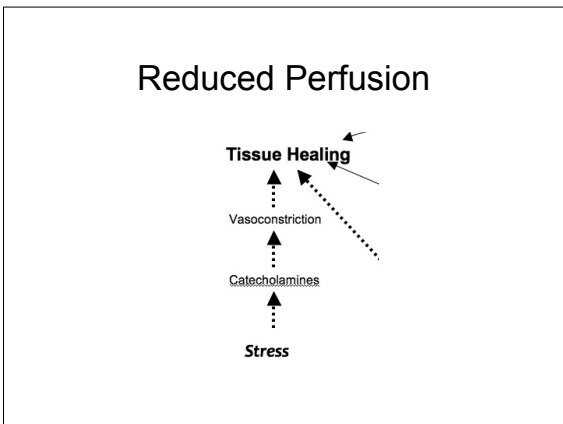 Reduced Perfusion
Tissue Healing
Vasoconstriction
Catecholamines
Stress